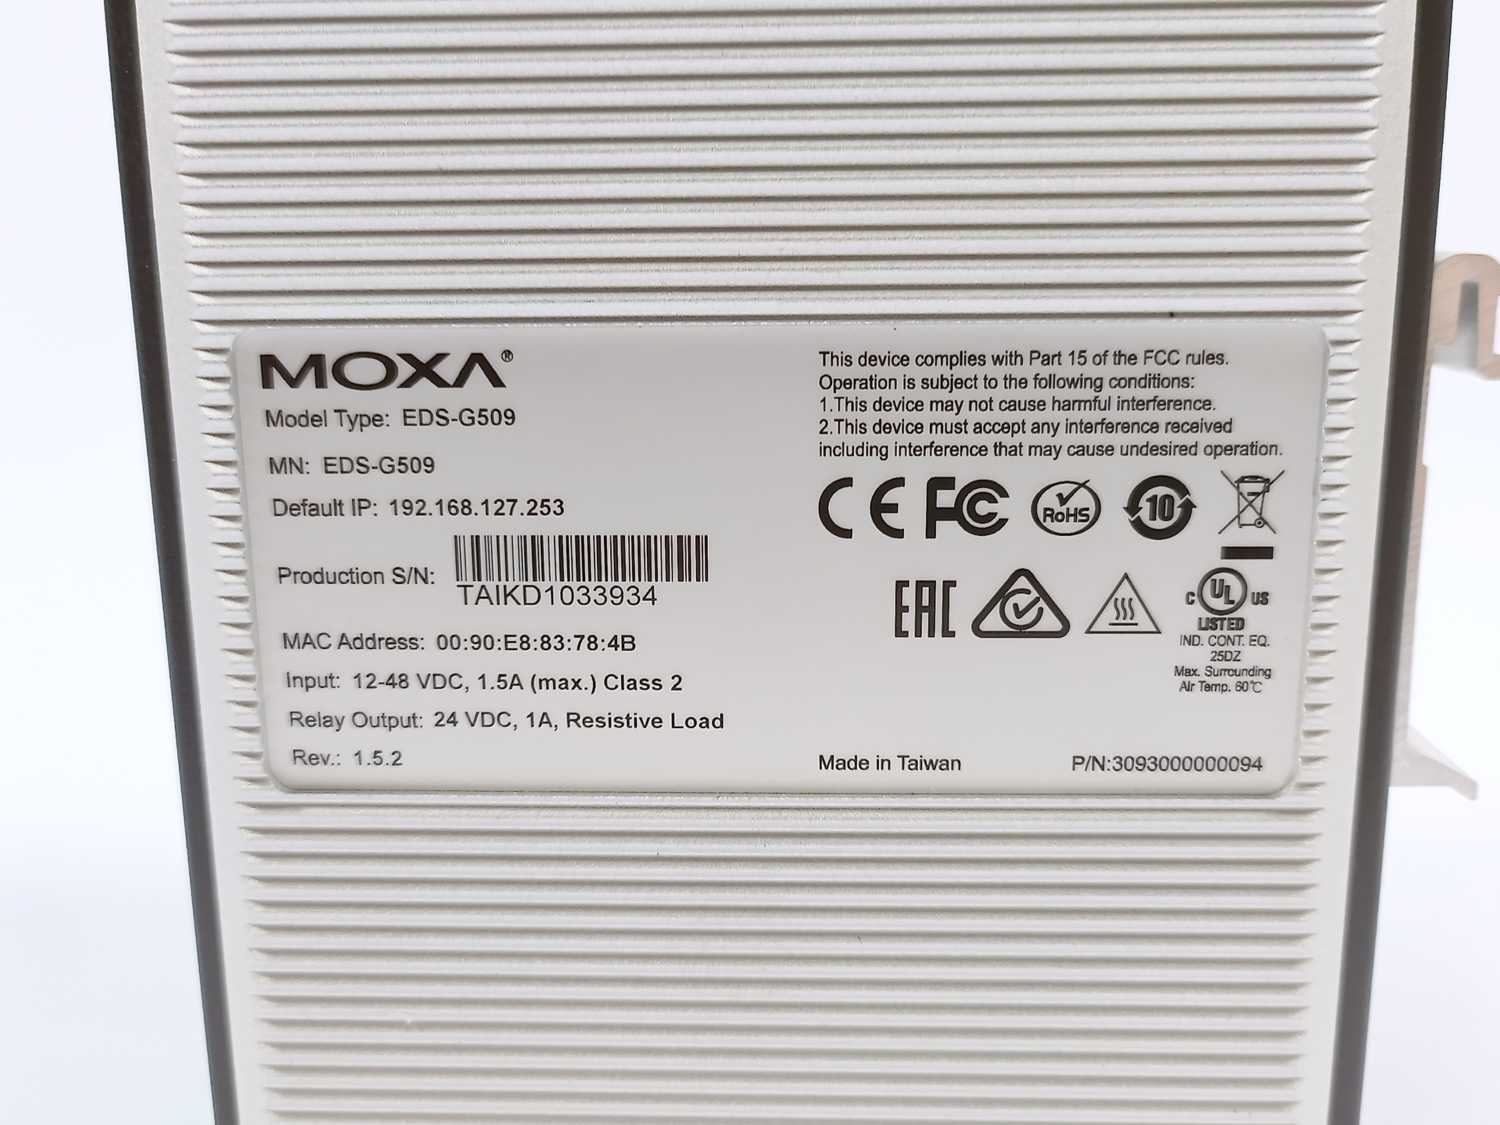 MOXA®
Model Type: EDS-G509
MN: EDS-G509
Default IP: 192.168.127.253
Production S/N:
TAIKD1033934
MAC Address: 00:90:E8:83:78:4B
Input: 12-48 VDC, 1.5A (max.) Class 2
Relay Output: 24 VDC, 1A, Resistive Load
Rev.: 1.5.2
This device complies with Part 15 of the FCC rules.
Operation is subject to the following conditions:
1.This device may not cause harmful interference.
2.This device must accept any interference received
including interference that may cause undesired operation.
CE FC RoHS 10
EAC
C UL US
LISTED
IND. CONT. EQ.
25DZ
Max. Surrounding
Air Temp. 60°C
Made in Taiwan P/N:3093000000094